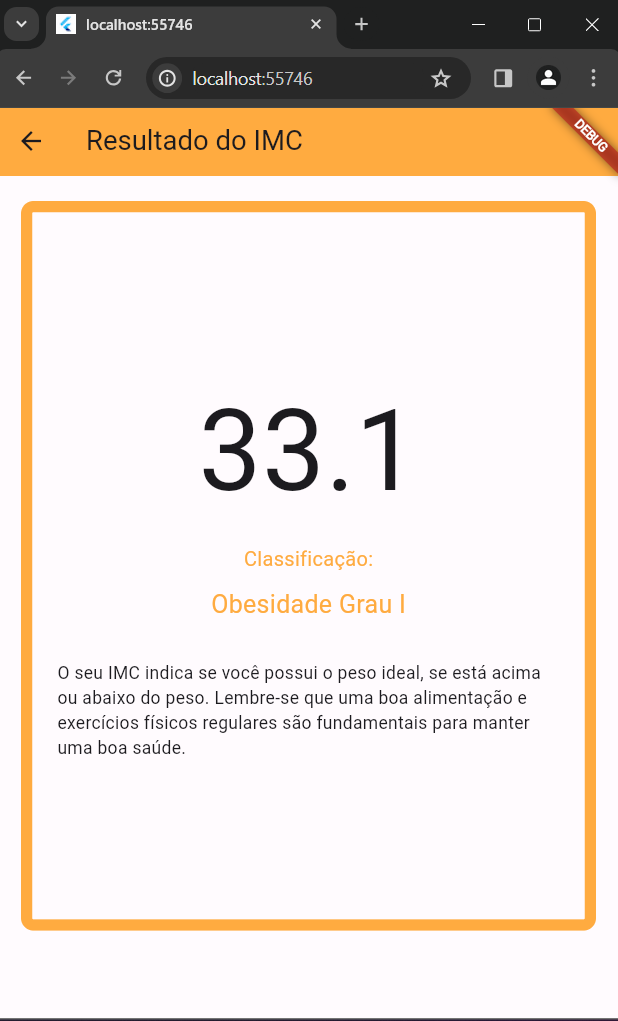 localhost:55746
localhost:55746
Resultado do IMC
DEBUG
33.1
Classificação:
Obesidade Grau I
O seu IMC indica se você possui o peso ideal, se está acima
ou abaixo do peso. Lembre-se que uma boa alimentação e
exercícios físicos regulares são fundamentais para manter
uma boa saúde.